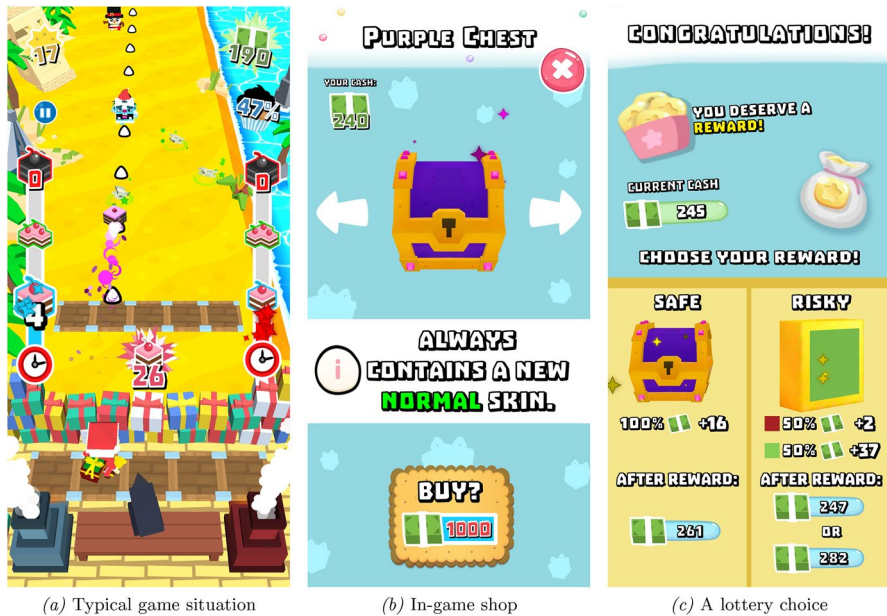 17
190
47%
0
0
4
26
(a) Typical game situation
PURPLE CHEST
YOUR CASH:
240
T
i
ALWAYS
CONTAINS A NEW
NORMAL SKIN.
BUY?
1000
(b) In-game shop
CONGRATULATIONS!
YOU DESERVE A
REWARD!
CURRENT CASH
245
CHOOSE YOUR REWARD!
SAFE
T
100% +16
AFTER REWARD:
261
RISKY
50% +2
50% +37
AFTER REWARD:
247
OR
282
(c) A lottery choice